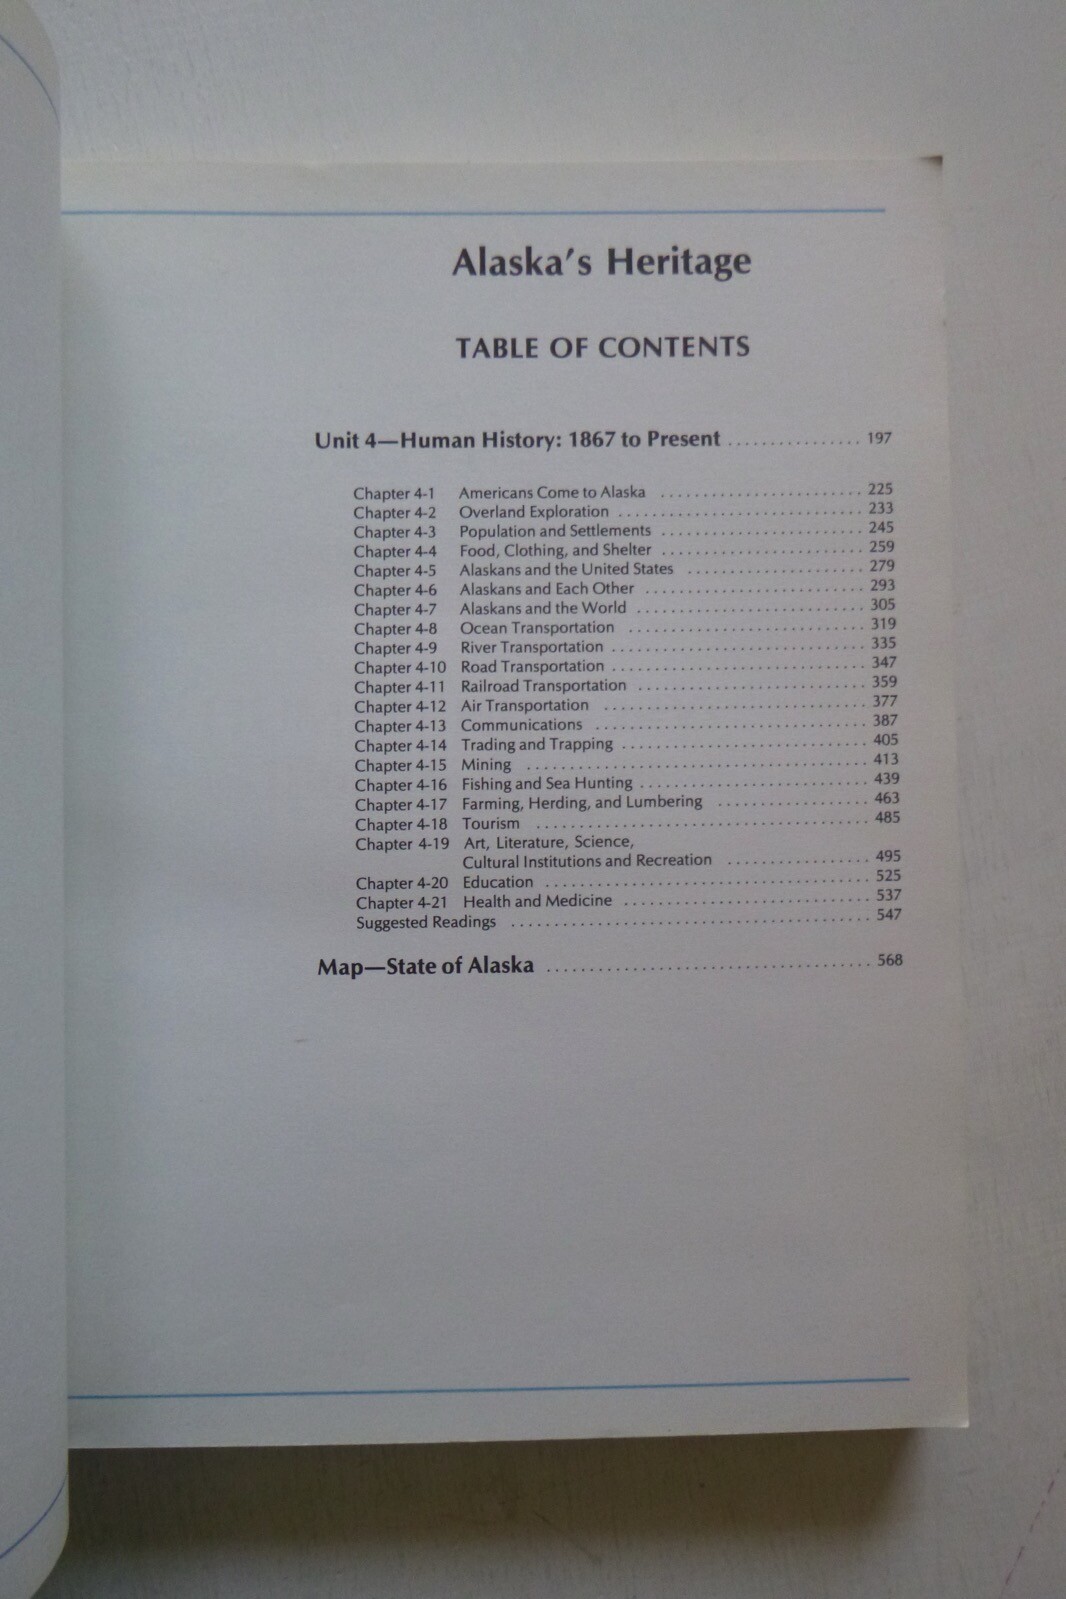 Alaska's Heritage
TABLE OF CONTENTS
Unit 4—Human History: 1867 to Present ................ 197
Chapter 4-1 Americans Come to Alaska ........................ 225
Chapter 4-2 Overland Exploration ............................. 233
Chapter 4-3 Population and Settlements ........................ 245
Chapter 4-4 Food, Clothing, and Shelter ........................ 259
Chapter 4-5 Alaskans and the United States ..................... 279
Chapter 4-6 Alaskans and Each Other .......................... 293
Chapter 4-7 Alaskans and the World ........................... 305
Chapter 4-8 Ocean Transportation ............................ 319
Chapter 4-9 River Transportation .............................. 335
Chapter 4-10 Road Transportation .............................. 347
Chapter 4-11 Railroad Transportation ........................... 359
Chapter 4-12 Air Transportation ............................... 377
Chapter 4-13 Communications ................................ 387
Chapter 4-14 Trading and Trapping ............................. 405
Chapter 4-15 Mining ......................................... 413
Chapter 4-16 Fishing and Sea Hunting ........................... 439
Chapter 4-17 Farming, Herding, and Lumbering .................. 463
Chapter 4-18 Tourism ........................................ 485
Chapter 4-19 Art, Literature, Science,
Cultural Institutions and Recreation ................. 495
Chapter 4-20 Education ....................................... 525
Chapter 4-21 Health and Medicine ............................. 537
Suggested Readings ........................................... 547
Map—State of Alaska ..................................... 568